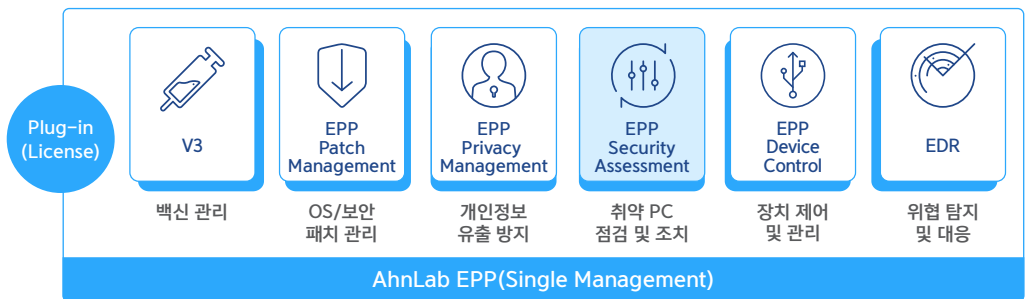 Plug-in
(License)
V3
백신 관리
EPP
Patch
Management
OS/보안
패치 관리
EPP
Privacy
Management
개인정보
유출 방지
EPP
Security
Assessment
취약 PC
점검 및 조치
EPP
Device
Control
장치 제어
및 관리
EDR
위협 탐지
및 대응
AhnLab EPP(Single Management)